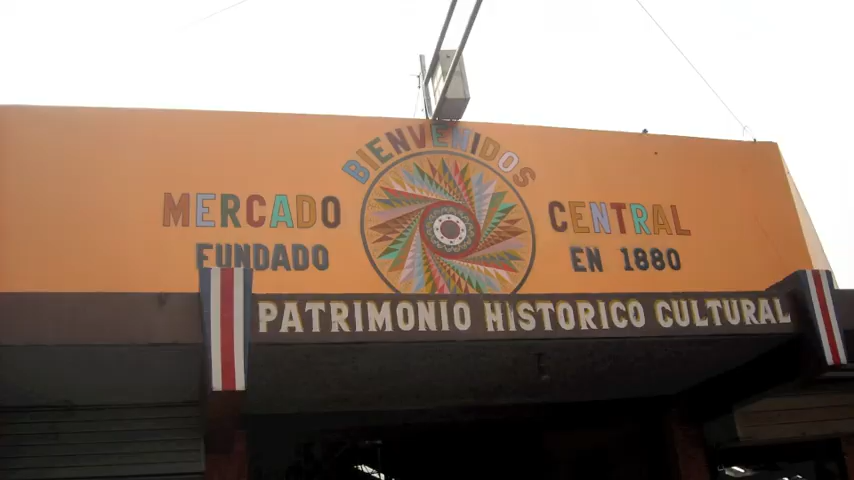 BIENVENIDOS
MERCADO CENTRAL
FUNDADO EN 1880
PATRIMONIO HISTORICO CULTURAL